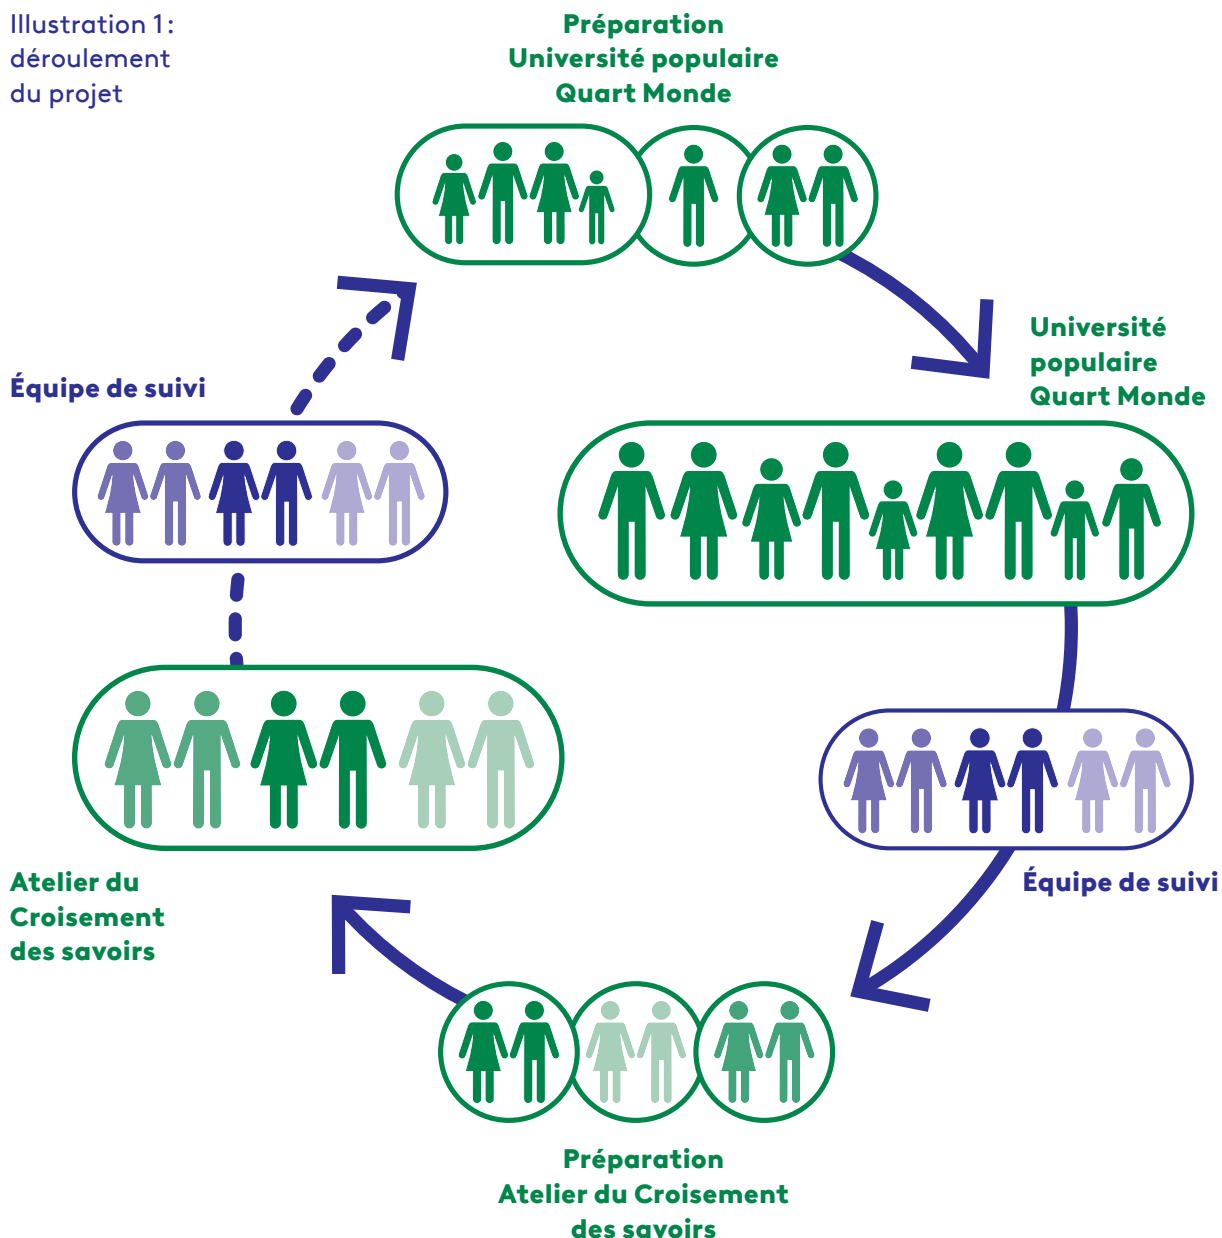 Illustration 1:
déroulement
du projet
Préparation
Université populaire
Quart Monde
Université
populaire
Quart Monde
Équipe de suivi
Équipe de suivi
Atelier du
Croisement
des savoirs
Préparation
Atelier du Croisement
des savoirs